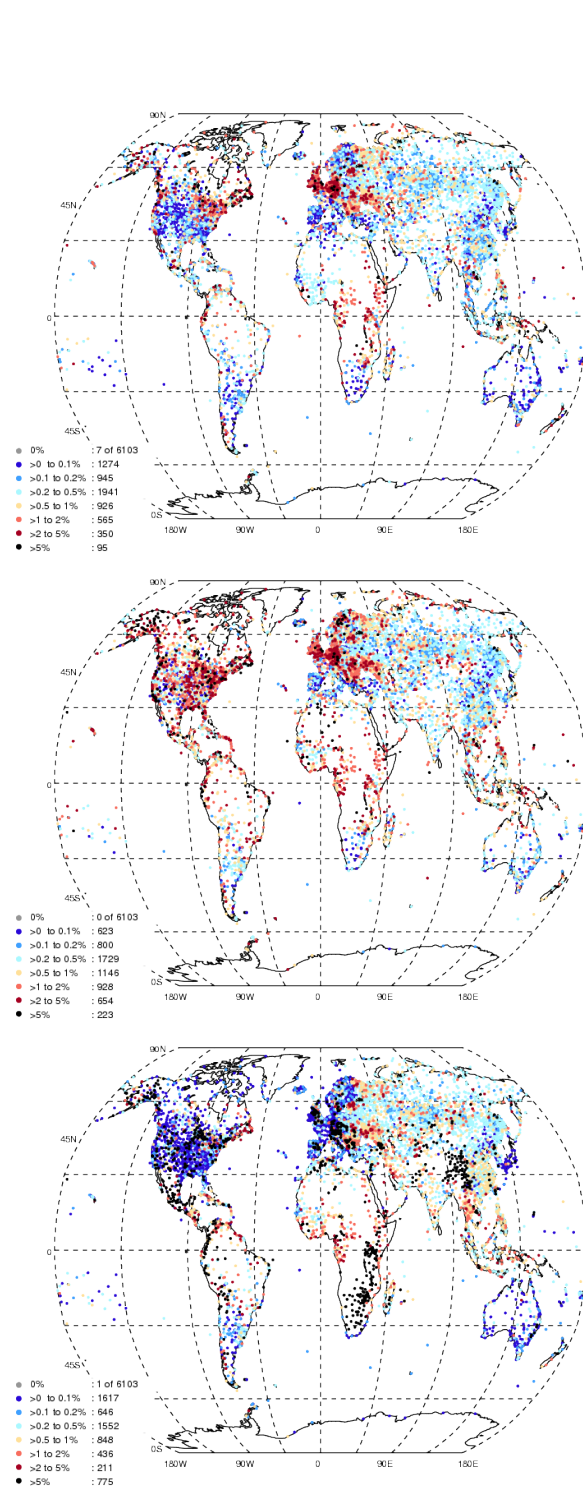 90N
45N
0
45S
0% : 7 of 6103
>0 to 0.1% : 1274
>0.1 to 0.2% : 945
>0.2 to 0.5% : 1941
>0.5 to 1% : 926
>1 to 2% : 565
0S
>2 to 5% : 350
180W 90W 0 90E 180E
>5% : 95
90N
45N
0
45S
0% : 0 of 6103
>0 to 0.1% : 623
>0.1 to 0.2% : 800
>0.2 to 0.5% : 1729
>0.5 to 1% : 1146
>1 to 2% : 928
0S
>2 to 5% : 654
180W 90W 0 90E 180E
>5% : 223
90N
45N
0
45S
0% : 1 of 6103
>0 to 0.1% : 1617
>0.1 to 0.2% : 646
>0.2 to 0.5% : 1552
>0.5 to 1% : 848
>1 to 2% : 436
0S
>2 to 5% : 211
180W 90W 0 90E 180E
>5% : 775